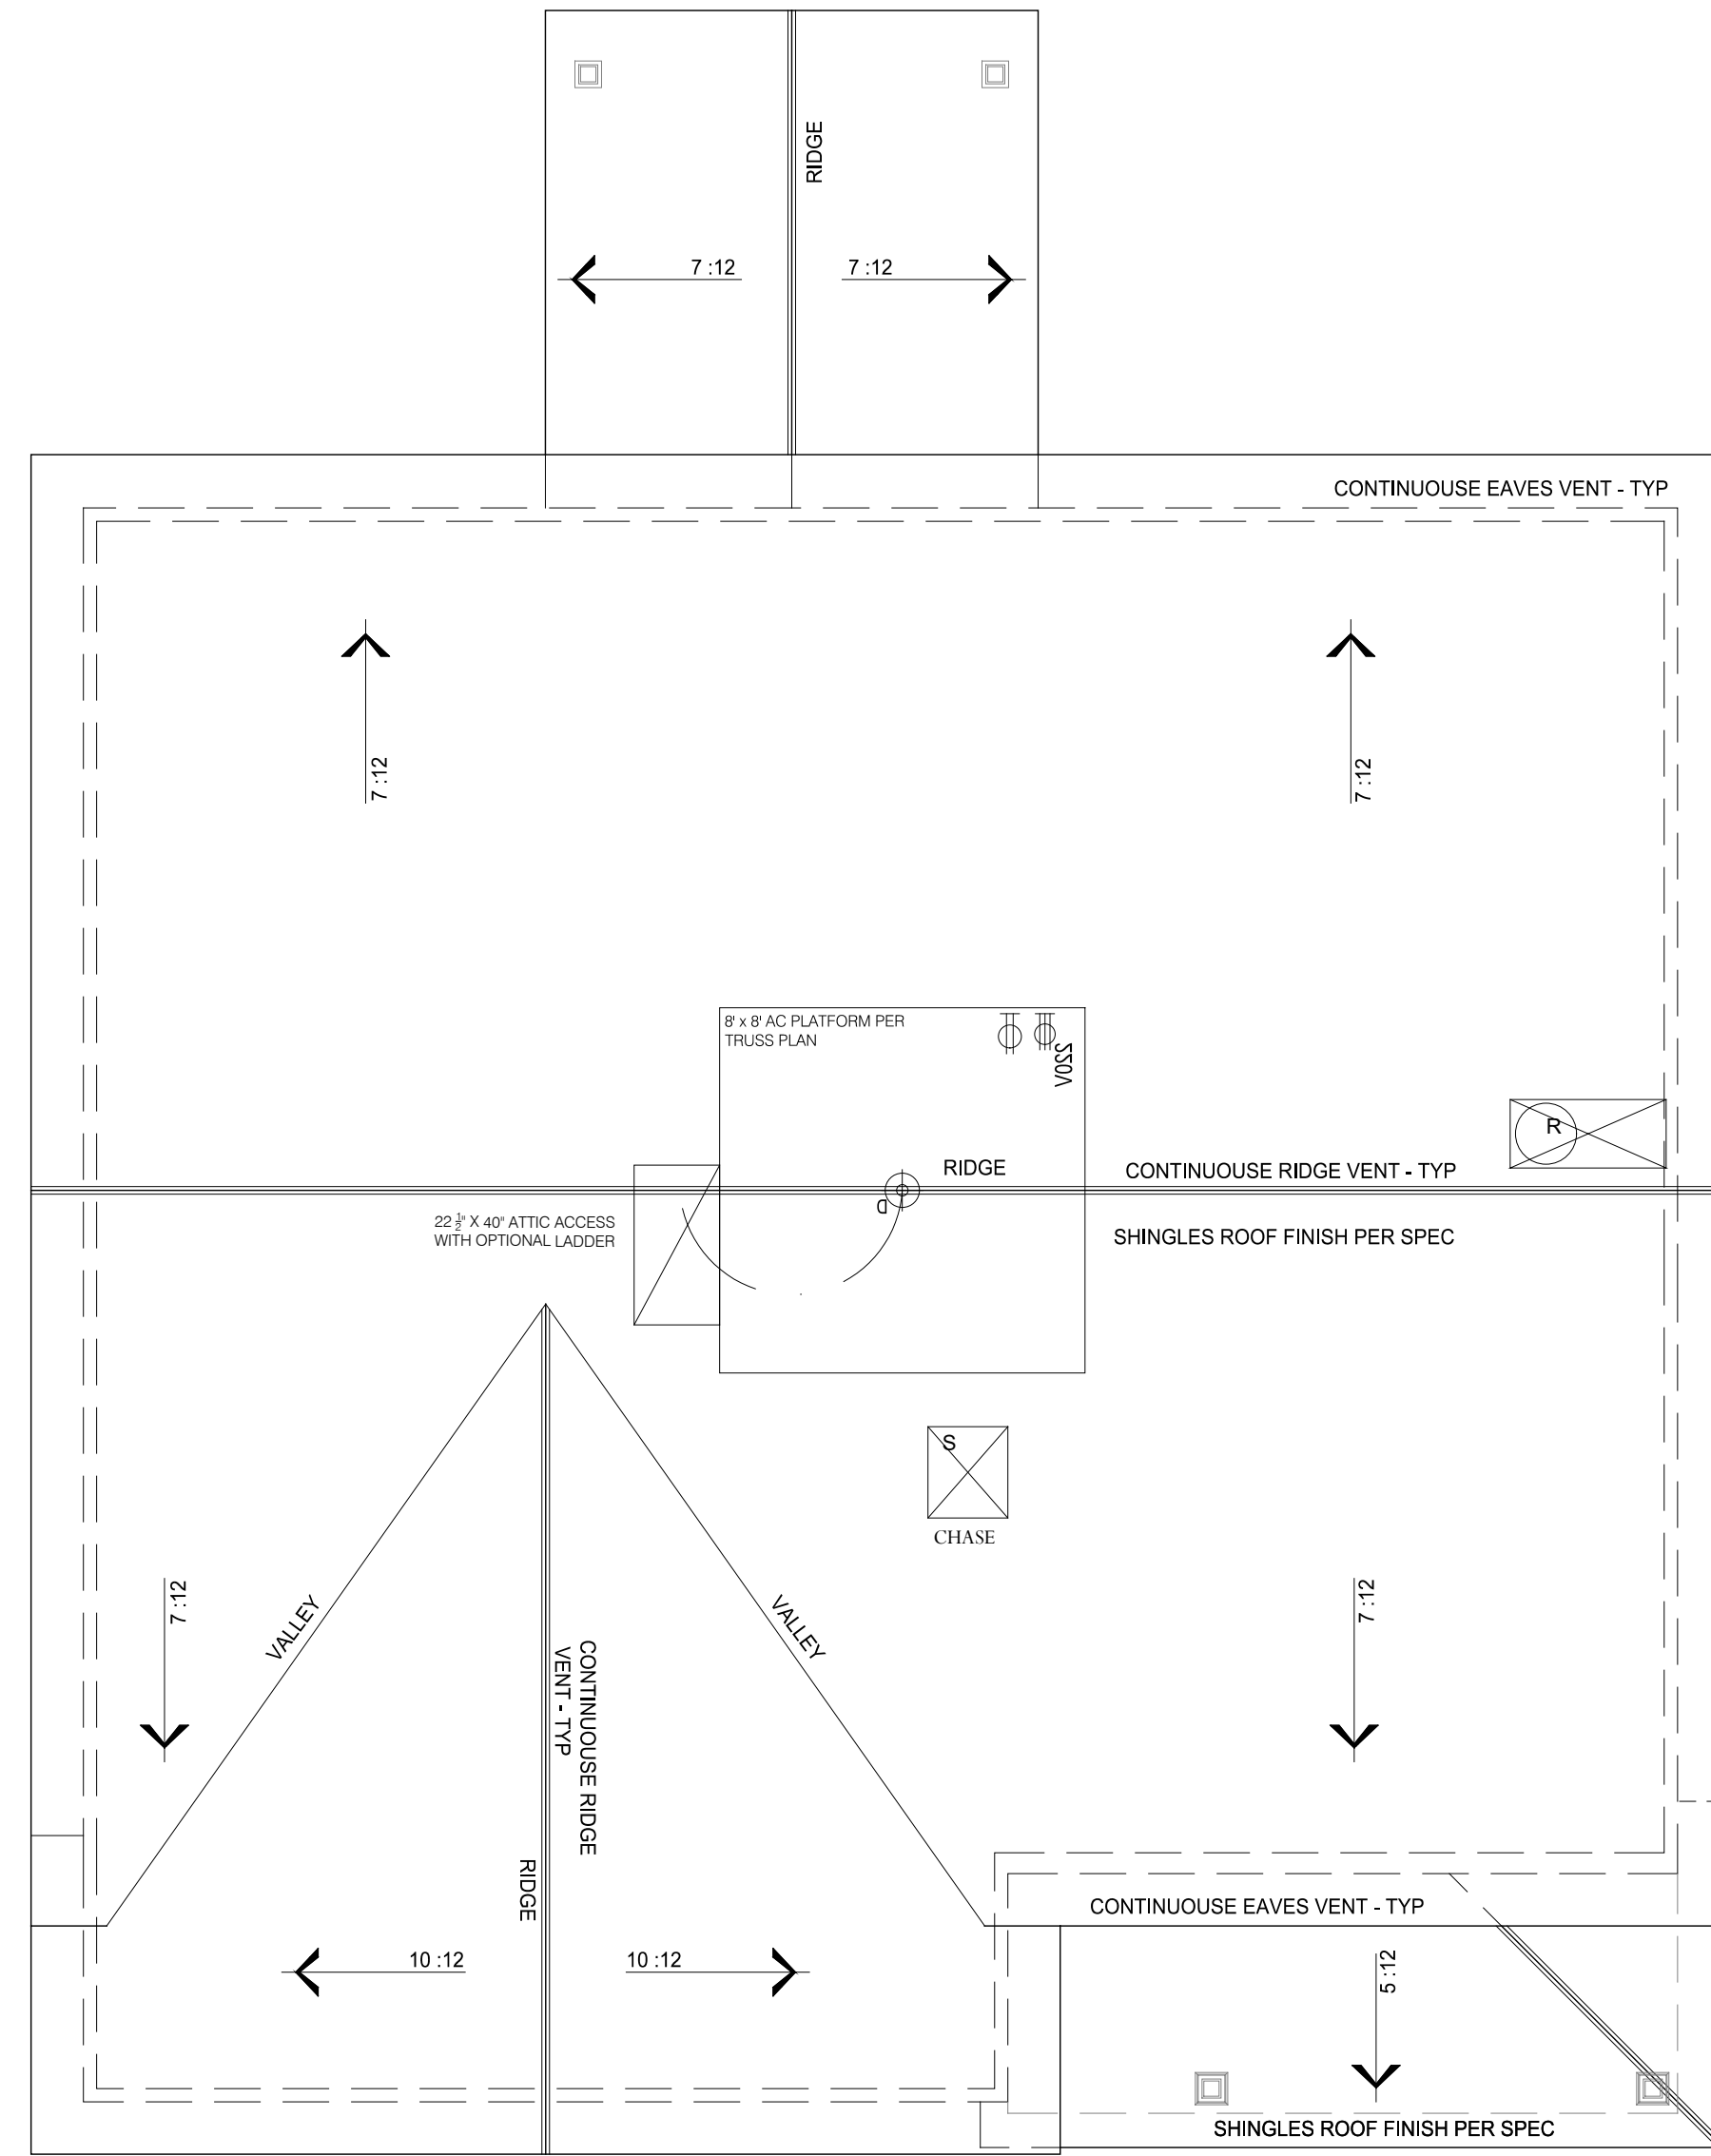 RIDGE
7 :12
7 :12
CONTINUOUSE EAVES VENT - TYP
7 :12
7 :12
8' x 8' AC PLATFORM PER
TRUSS PLAN
220V
R
RIDGE
CONTINUOUSE RIDGE VENT - TYP
D
22 1/2" X 40" ATTIC ACCESS
WITH OPTIONAL LADDER
SHINGLES ROOF FINISH PER SPEC
S
CHASE
7 :12
VALLEY
VALLEY
7 :12
CONTINUOUSE RIDGE
VENT - TYP
RIDGE
CONTINUOUSE EAVES VENT - TYP
10 :12
10 :12
5 :12
SHINGLES ROOF FINISH PER SPEC